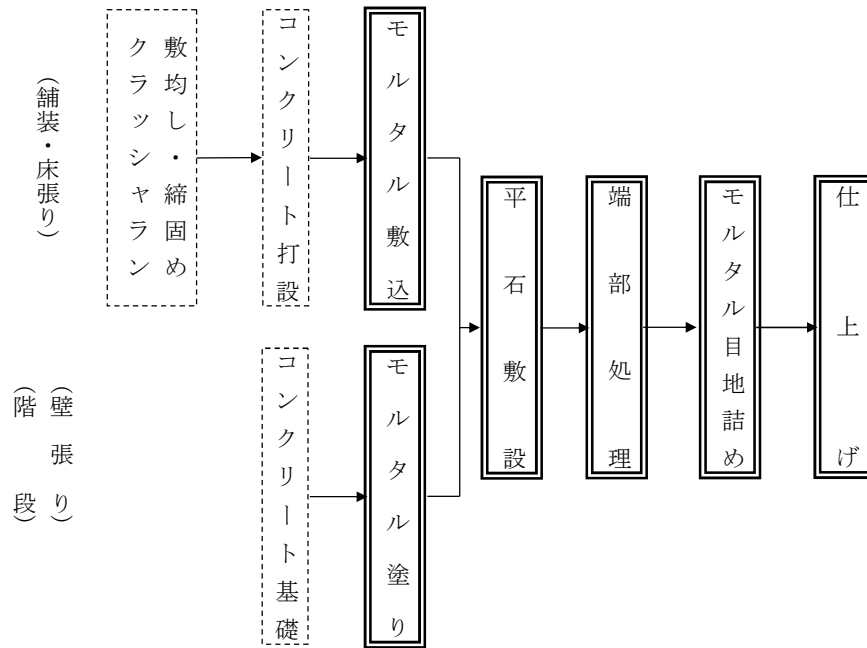 (舗装・床張り)
クラッシャラン
敷均し・締固め
コンクリート打設
モルタル敷込
(壁張り)
(階段)
コンクリート基礎
モルタル塗り
平石敷設
端部処理
モルタル目地詰め
仕上げ